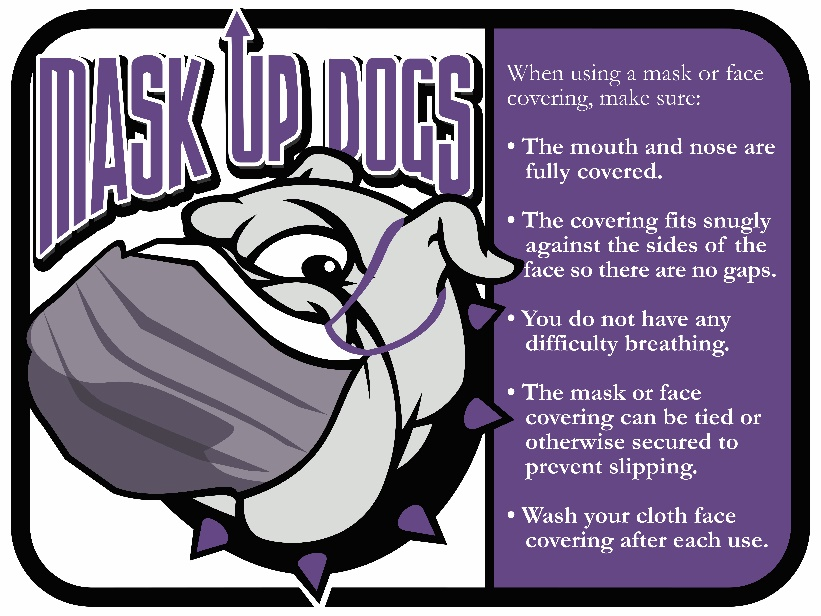 MASK UP DOGS
When using a mask or face
covering, make sure:
• The mouth and nose are
fully covered.
• The covering fits snugly
against the sides of the
face so there are no gaps.
• You do not have any
difficulty breathing.
• The mask or face
covering can be tied or
otherwise secured to
prevent slipping.
• Wash your cloth face
covering after each use.